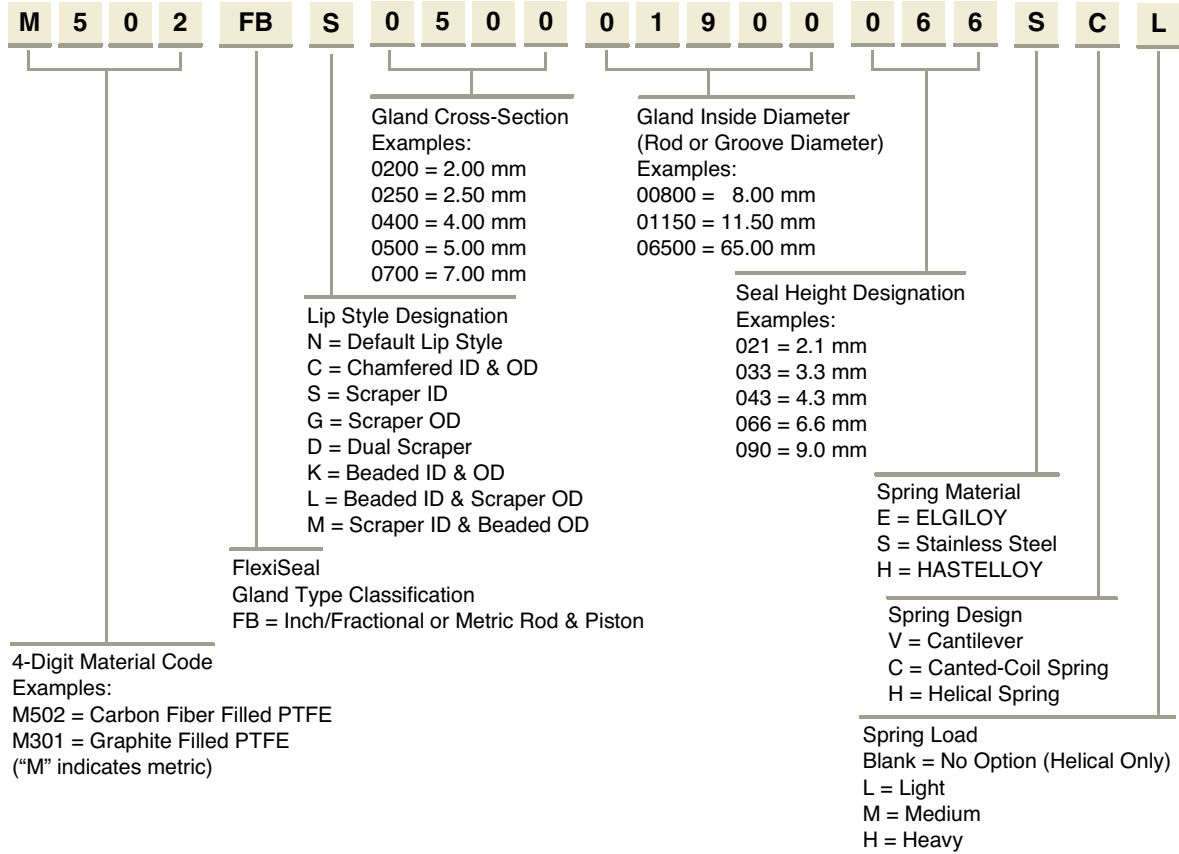 M 5 0 2 FB S 0 5 0 0 0 1 9 0 0 0 6 6 S C L
Gland Cross-Section
Examples:
0200 = 2.00 mm
0250 = 2.50 mm
0400 = 4.00 mm
0500 = 5.00 mm
0700 = 7.00 mm
Gland Inside Diameter
(Rod or Groove Diameter)
Examples:
00800 = 8.00 mm
01150 = 11.50 mm
06500 = 65.00 mm
Seal Height Designation
Examples:
021 = 2.1 mm
033 = 3.3 mm
043 = 4.3 mm
066 = 6.6 mm
090 = 9.0 mm
Lip Style Designation
N = Default Lip Style
C = Chamfered ID & OD
S = Scraper ID
G = Scraper OD
D = Dual Scraper
K = Beaded ID & OD
L = Beaded ID & Scraper OD
M = Scraper ID & Beaded OD
Spring Material
E = ELGILOY
S = Stainless Steel
H = HASTELLOY
FlexiSeal
Gland Type Classification
FB = Inch/Fractional or Metric Rod & Piston
Spring Design
V = Cantilever
C = Canted-Coil Spring
H = Helical Spring
4-Digit Material Code
Examples:
M502 = Carbon Fiber Filled PTFE
M301 = Graphite Filled PTFE
(“M” indicates metric)
Spring Load
Blank = No Option (Helical Only)
L = Light
M = Medium
H = Heavy